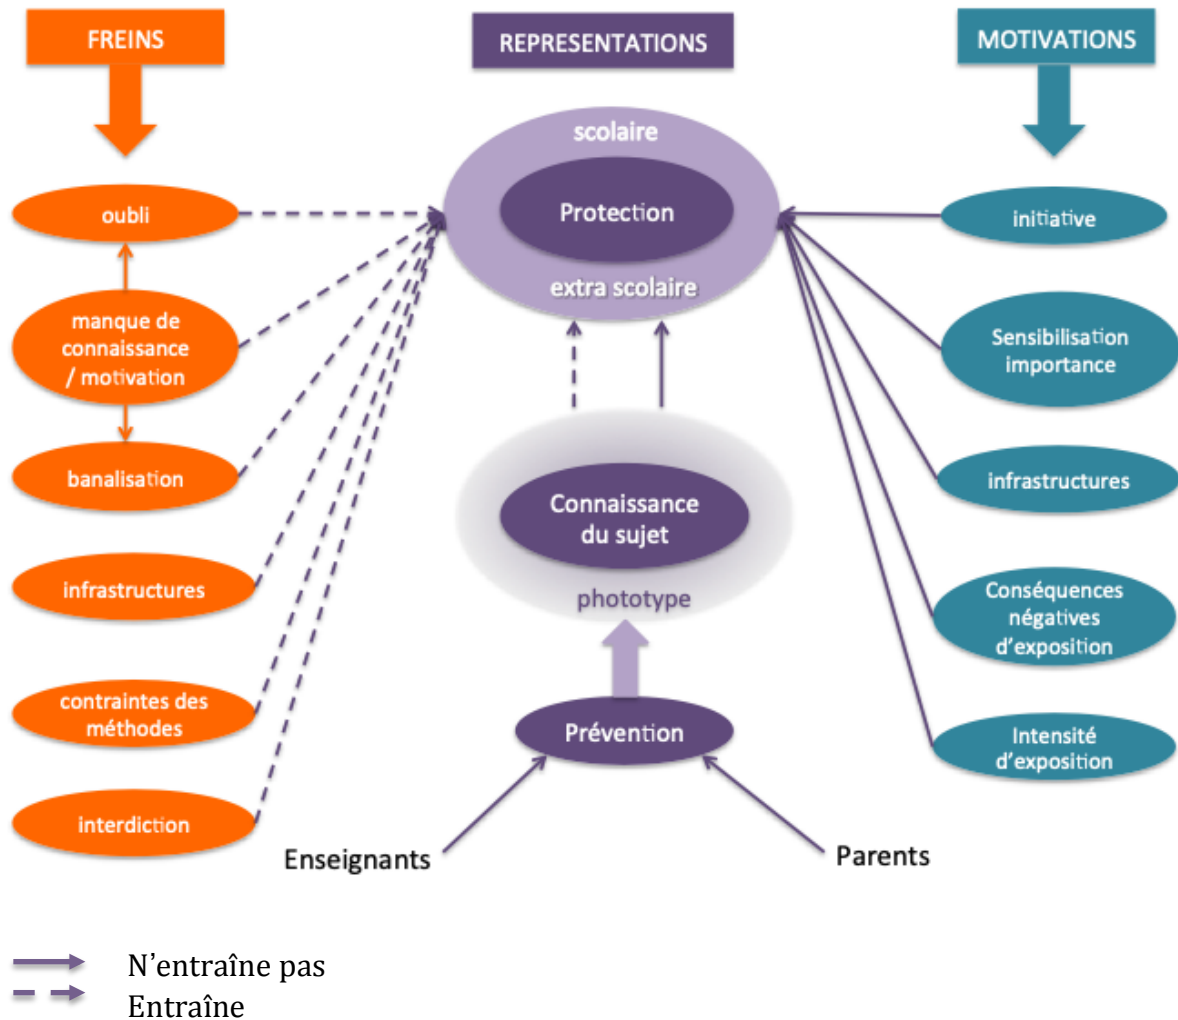 FREINS
REPRESENTATIONS
MOTIVATIONS
oubli
manque de
connaissance
/ motivation
banalisation
infrastructures
contraintes des
méthodes
interdiction
scolaire
Protection
extra scolaire
Connaissance
du sujet
phototype
Prévention
Enseignants
Parents
initiative
Sensibilisation
importance
infrastructures
Conséquences
négatives
d'exposition
Intensité
d'exposition
N'entraîne pas
Entraîne